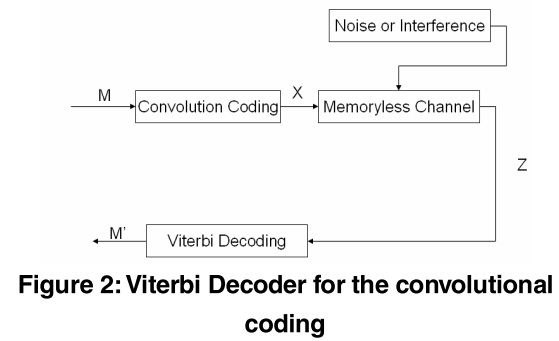 Noise or Interference
M
Convolution Coding
X
Memoryless Channel
Z
M'
Viterbi Decoding
Figure 2: Viterbi Decoder for the convolutional
coding